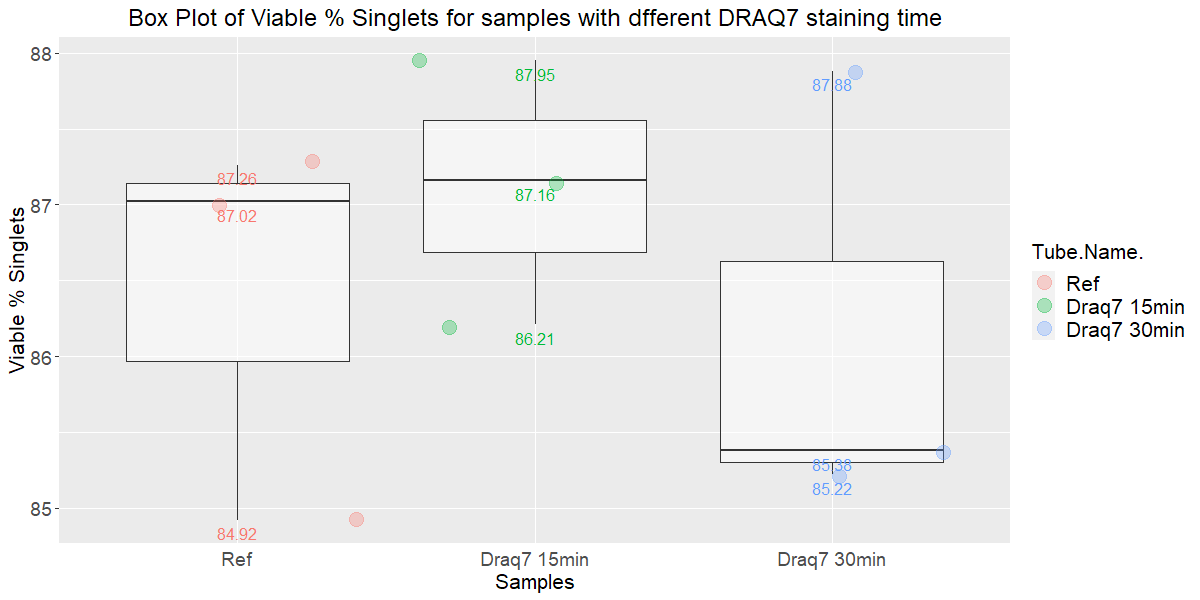 Box Plot of Viable % Singlets for samples with dfferent DRAQ7 staining time
Viable % Singlets
88
87
86
85
87.26
87.02
84.92
87.95
87.16
86.21
87.88
85.38
85.22
Ref
Draq7 15min
Draq7 30min
Samples
Tube.Name.
Ref
Draq7 15min
Draq7 30min